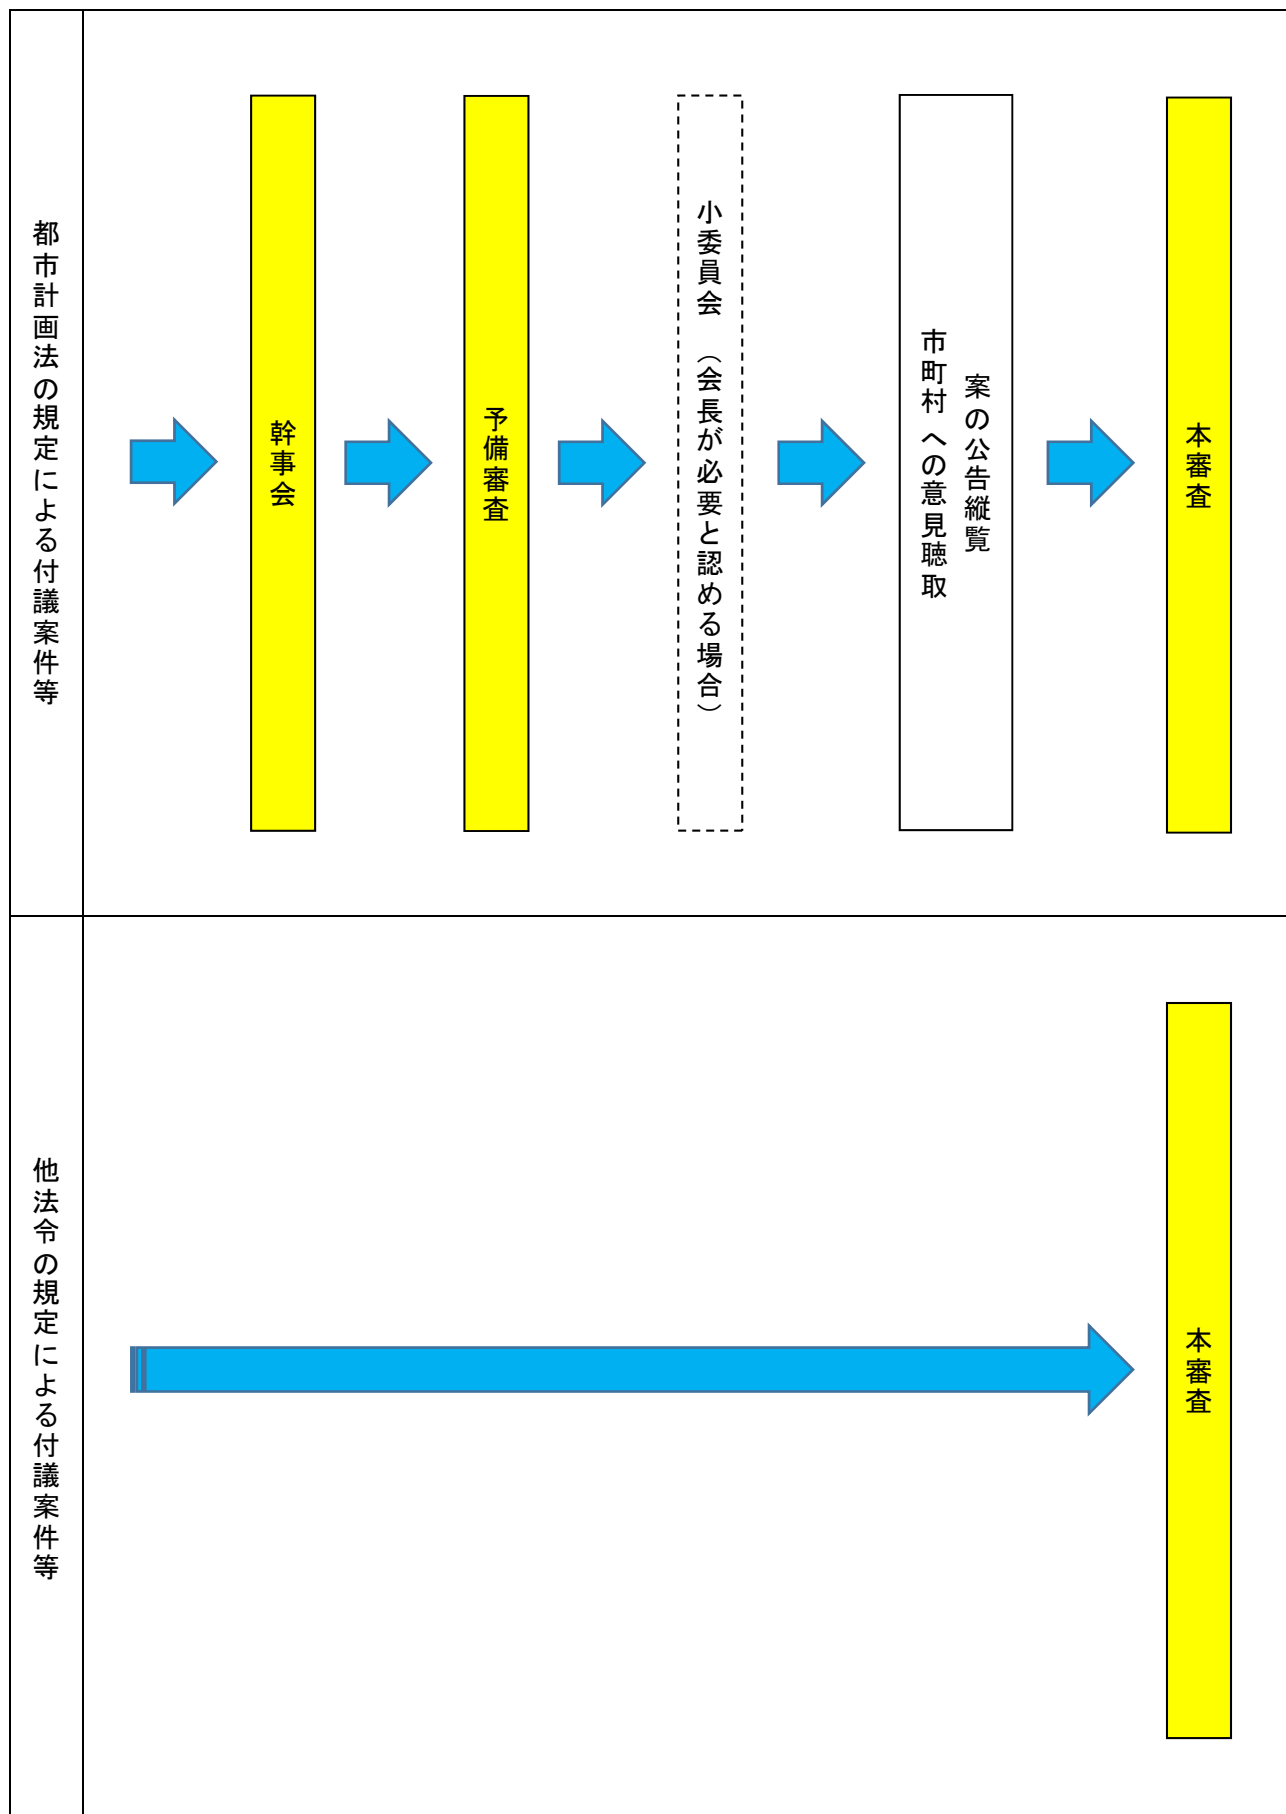 都市計画法の規定による付議案件等
幹事会
予備審査
小委員会　（会長が必要と認める場合）
案の公告縦覧
市町村への意見聴取
本審査
他法令の規定による付議案件等
本審査